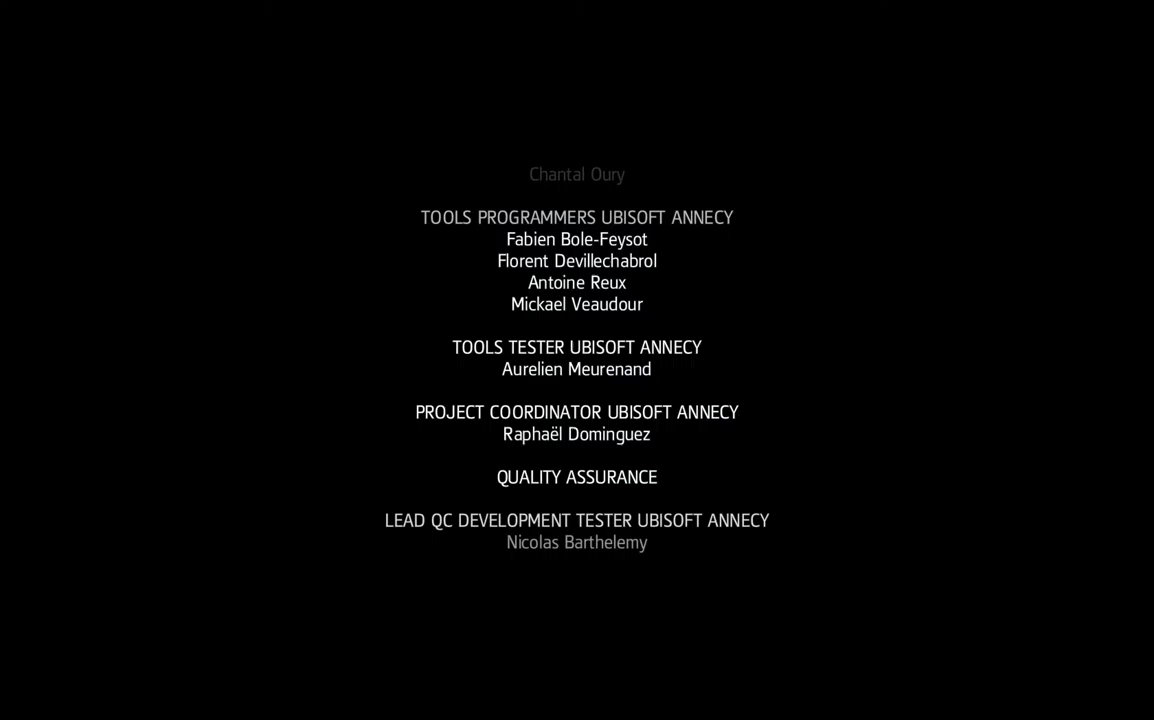 Chantal Oury
TOOLS PROGRAMMERS UBISOFT ANNECY
Fabien Bole-Feysot
Florent Devillechabrol
Antoine Reux
Mickael Veaudour
TOOLS TESTER UBISOFT ANNECY
Aurelien Meurenand
PROJECT COORDINATOR UBISOFT ANNECY
Raphaël Dominguez
QUALITY ASSURANCE
LEAD QC DEVELOPMENT TESTER UBISOFT ANNECY
Nicolas Barthelemy